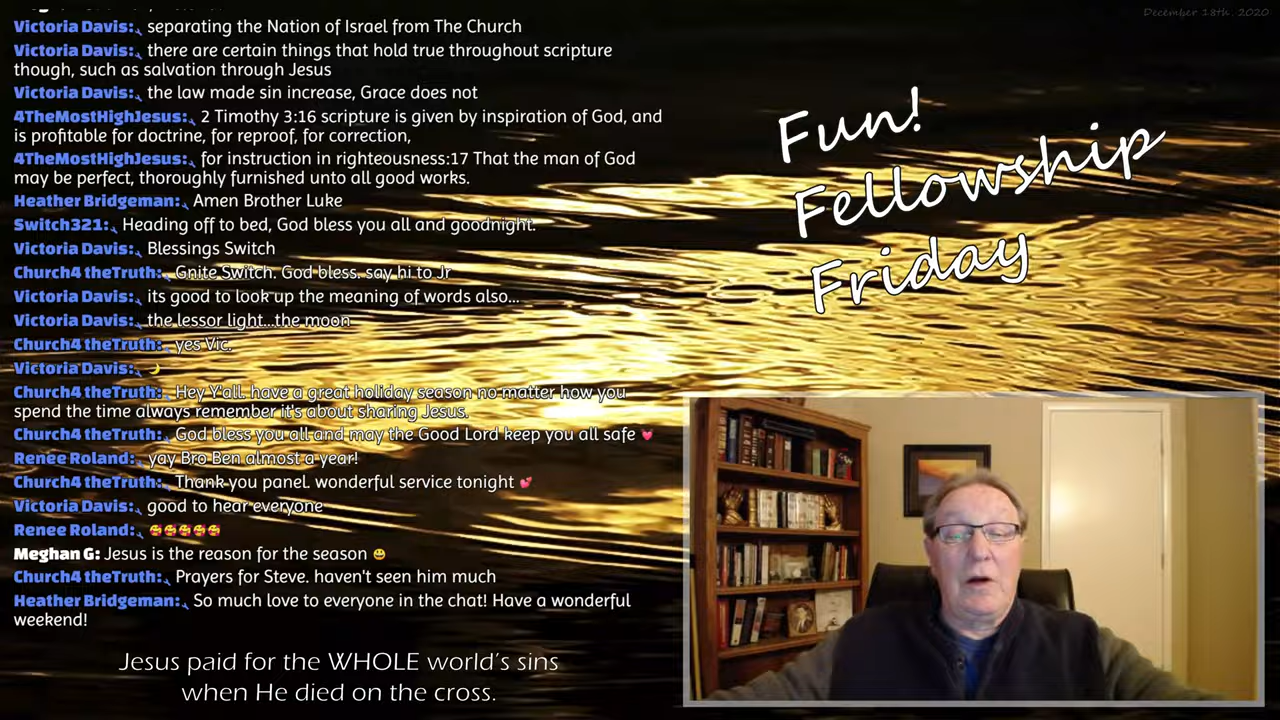 December 18th, 2020
Victoria Davis: separating the Nation of Israel from The Church
Victoria Davis: there are certain things that hold true throughout scripture
though, such as salvation through Jesus
Victoria Davis: the law made sin increase, Grace does not
4TheMostHighJesus: 2 Timothy 3:16 scripture is given by inspiration of God, and
is profitable for doctrine, for reproof, for correction,
4TheMostHighJesus: for instruction in righteousness:17 That the man of God
may be perfect, thoroughly furnished unto all good works.
Heather Bridgeman: Amen Brother Luke
Switch321: Heading off to bed, God bless you all and goodnight.
Victoria Davis: Blessings Switch
Church4 theTruth: Gnite Switch. God bless. say hi to Jr
Victoria Davis: its good to look up the meaning of words also...
Victoria Davis: the lessor light...the moon
Church4 theTruth: yes Vic.
Victoria Davis: 🌙
Church4 theTruth: Hey Y'all. have a great holiday season no matter how you
spend the time always remember it's about sharing Jesus.
Church4 theTruth: God bless you all and may the Good Lord keep you all safe 💗
Renee Roland: yay Bro Ben almost a year!
Church4 theTruth: Thank you panel. wonderful service tonight 💕
Victoria Davis: good to hear everyone
Renee Roland: 🥰🥰🥰🥰🥰
Meghan G: Jesus is the reason for the season 😀
Church4 theTruth: Prayers for Steve. haven't seen him much
Heather Bridgeman: So much love to everyone in the chat! Have a wonderful
weekend!
Jesus paid for the WHOLE world's sins
when He died on the cross.
Fun!
Fellowship
Friday